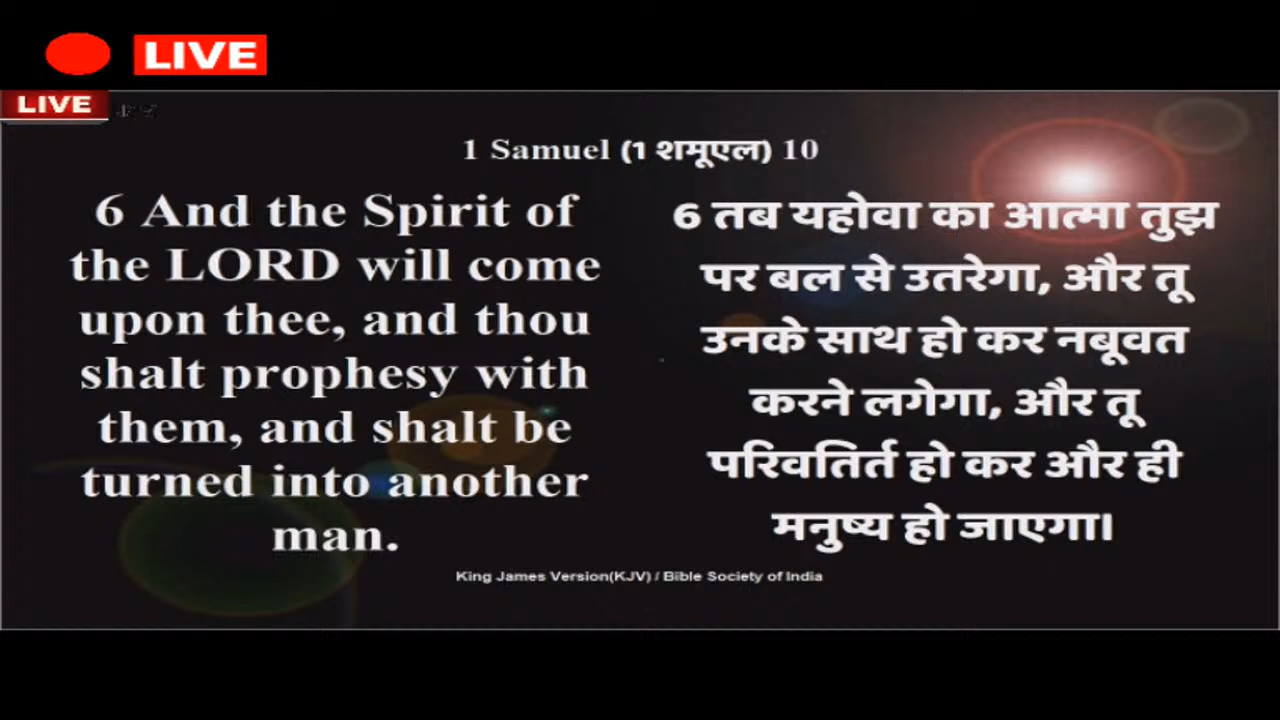 LIVE
LIVE
1 Samuel (1 शमूएल) 10
6 And the Spirit of
the LORD will come
upon thee, and thou
shalt prophesy with
them, and shalt be
turned into another
man.
6 तब यहोवा का आत्मा तुझ
पर बल से उतरेगा, और तू
उनके साथ हो कर नबूवत
करने लगेगा, और तू
परिवतिर्त हो कर और ही
मनुष्य हो जाएगा।
King James Version(KJV) / Bible Society of India